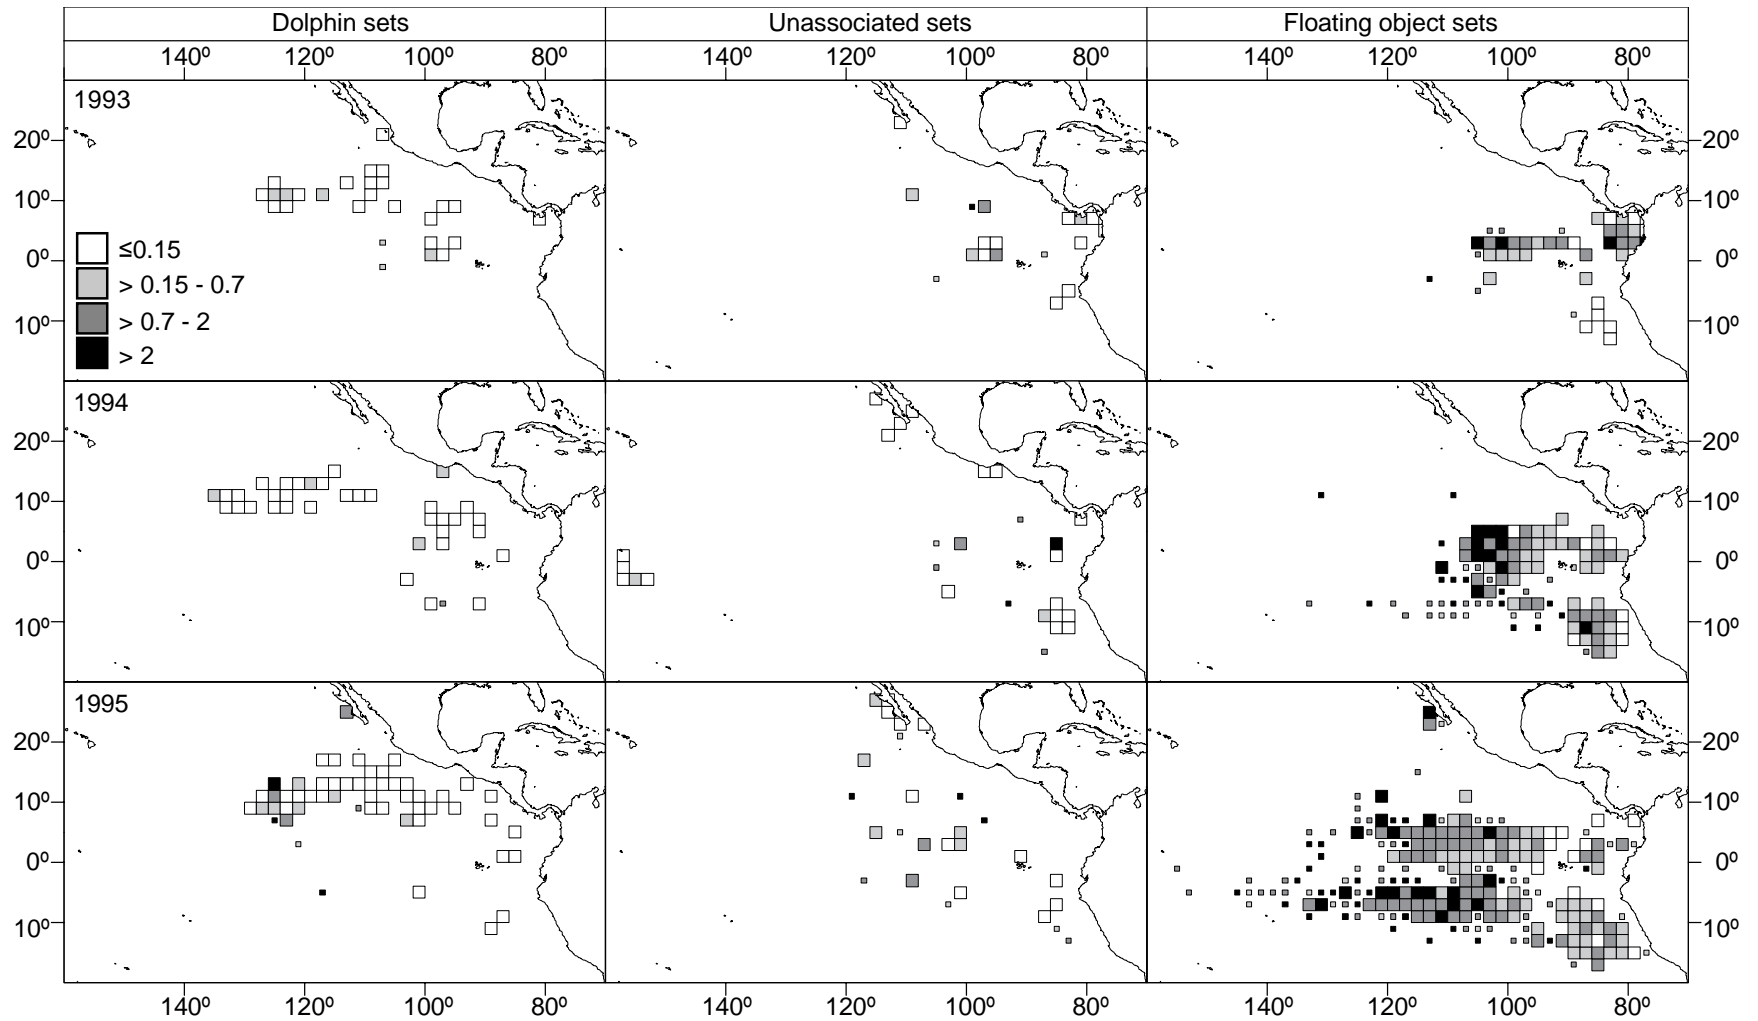 Dolphin sets Unassociated sets Floating object sets
140º 120º 100º 80º 140º 120º 100º 80º 140º 120º 100º 80º
1993
20º 20º
10º 10º
0º 0º
10º 10º
≤0.15
> 0.15 - 0.7
> 0.7 - 2
> 2
1994
20º 20º
10º 10º
0º 0º
10º 10º
1995
20º 20º
10º 10º
0º 0º
10º 10º
140º 120º 100º 80º 140º 120º 100º 80º 140º 120º 100º 80º